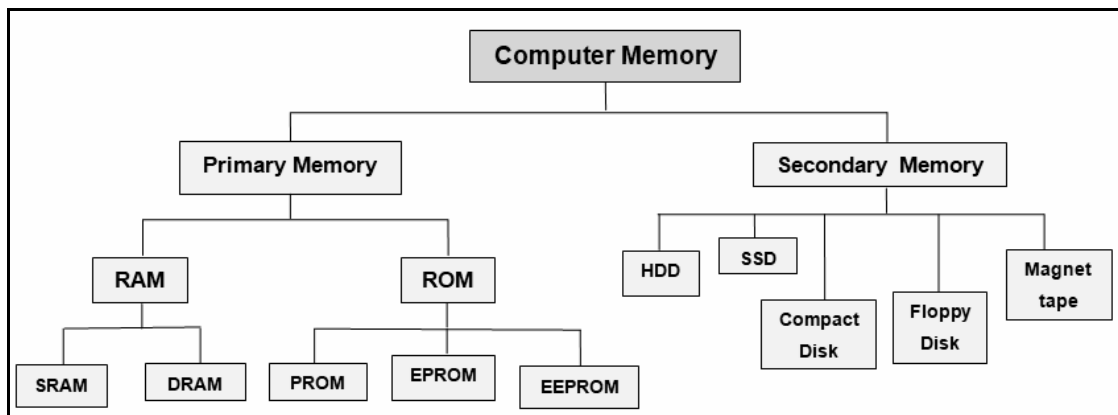 Computer Memory
Primary Memory
Secondary Memory
RAM
ROM
HDD
SSD
Compact
Disk
Floppy
Disk
Magnet
tape
SRAM
DRAM
PROM
EPROM
EEPROM